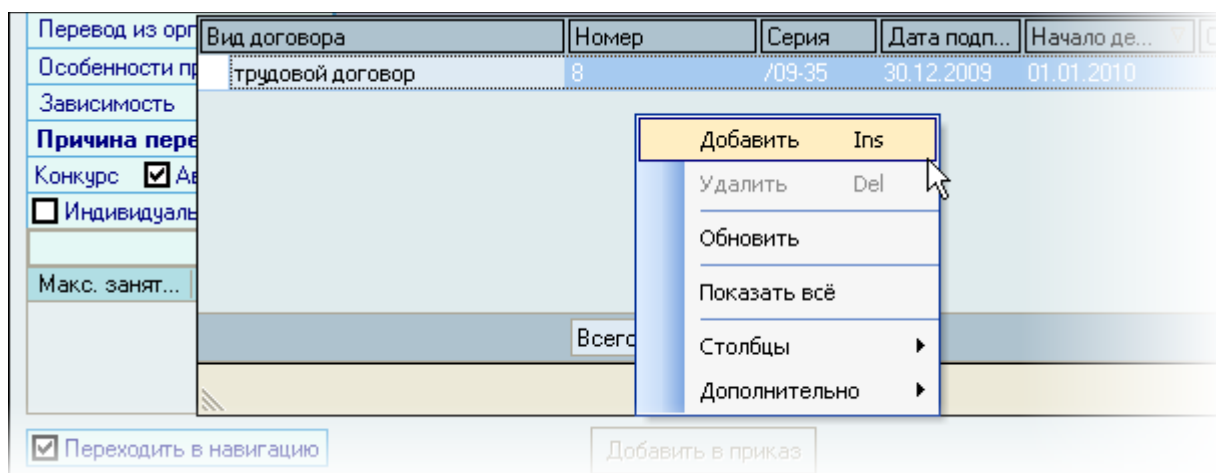 Перевод из орг
Вид договора Номер Серия Дата подп... Начало де...
Особенности пр
трудовой договор 8 /09-35 30.12.2009 01.01.2010
Зависимость
Причина пере
Добавить Ins
Конкурс Ав
Удалить Del
Индивидуаль
Обновить
Макс. занят...
Показать всё
Всего
Столбцы
Дополнительно
Переходить в навигацию
Добавить в приказ